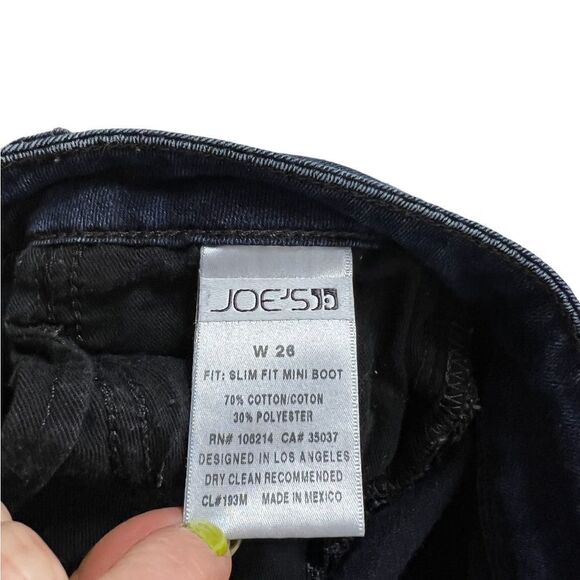 JOE'S
W 26
FIT: SLIM FIT MINI BOOT
70% COTTON/COTON
30% POLYESTER
RN# 106214 CA# 35037
DESIGNED IN LOS ANGELES
DRY CLEAN RECOMMENDED
CL#193M MADE IN MEXICO